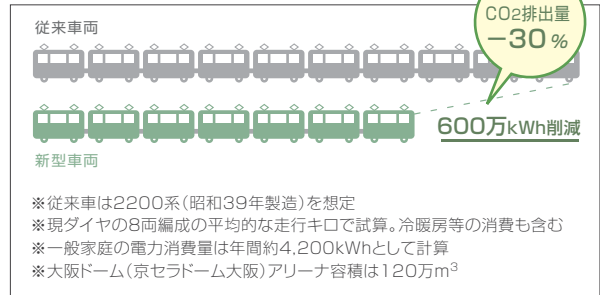 従来車両
CO2排出量
−30%
600万kWh削減
新型車両
※従来車は2200系（昭和39年製造）を想定
※現ダイヤの8両編成の平均的な走行キロで試算。冷暖房等の消費も含む
※一般家庭の電力消費量は年間約4,200kWhとして計算
※大阪ドーム（京セラドーム大阪）アリーナ容積は120万m³